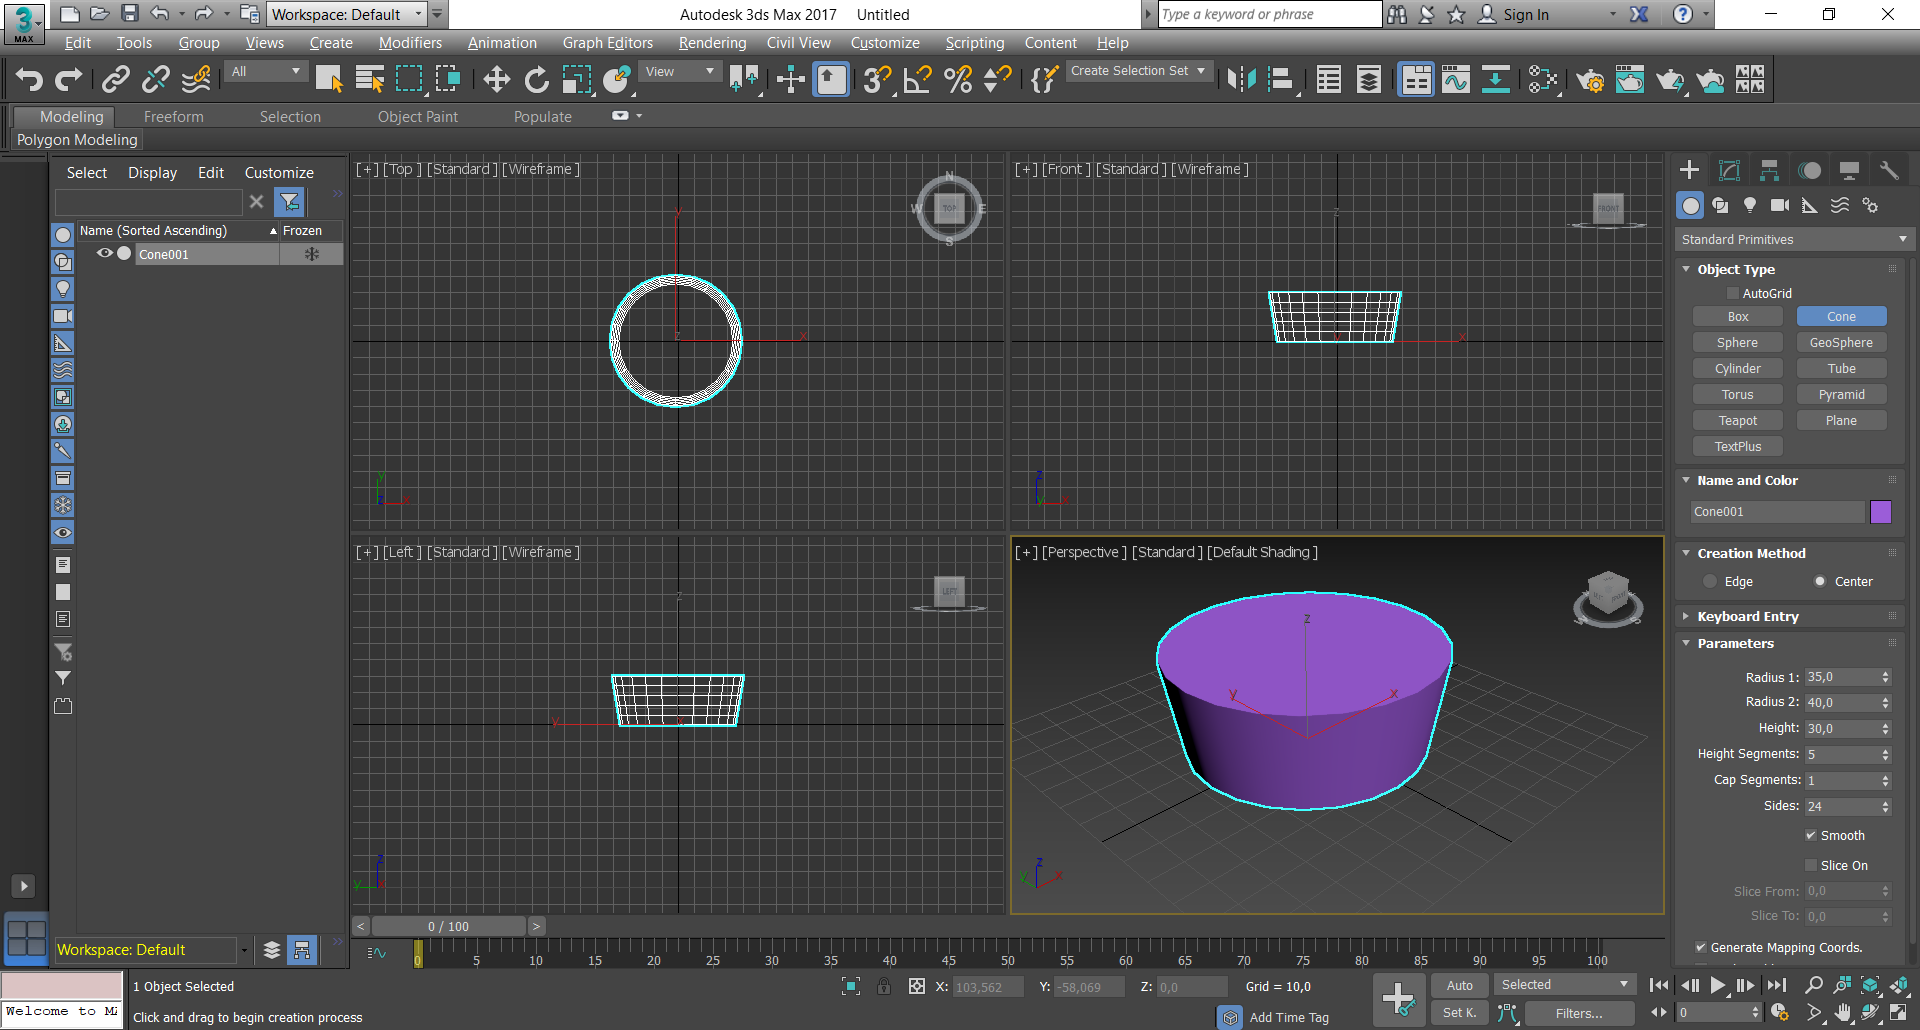 Workspace: Default
Autodesk 3ds Max 2017 Untitled
Type a keyword or phrase
Sign In
3 MAX
Edit Tools Group Views Create Modifiers Animation Graph Editors Rendering Civil View Customize Scripting Content Help
All
View
Create Selection Set
Modeling Freeform Selection Object Paint Populate
Polygon Modeling
Select Display Edit Customize
Name (Sorted Ascending) Frozen
Cone001
[+] [Top ] [Standard ] [Wireframe ]
N
W TOP E
S
y
z x
y
z x
[+] [Front ] [Standard ] [Wireframe ]
FRONT
z
x
z
y x
[+] [Left ] [Standard ] [Wireframe ]
LEFT
z
y
z
y x
[+] [Perspective ] [Standard ] [Default Shading ]
z
y x
z
y x
Standard Primitives
Object Type
AutoGrid
Box Cone
Sphere GeoSphere
Cylinder Tube
Torus Pyramid
Teapot Plane
TextPlus
Name and Color
Cone001
Creation Method
Edge Center
Keyboard Entry
Parameters
Radius 1: 35,0
Radius 2: 40,0
Height: 30,0
Height Segments: 5
Cap Segments: 1
Sides: 24
Smooth
Slice On
Slice From: 0,0
Slice To: 0,0
Generate Mapping Coords.
< 0 / 100 >
Workspace: Default
0 5 10 15 20 25 30 35 40 45 50 55 60 65 70 75 80 85 90 95 100
1 Object Selected
X: 103,562 Y: -58,069 Z: 0,0 Grid = 10,0
Auto Selected
Welcome to MA
Click and drag to begin creation process
Add Time Tag
Set K. Filters...
0